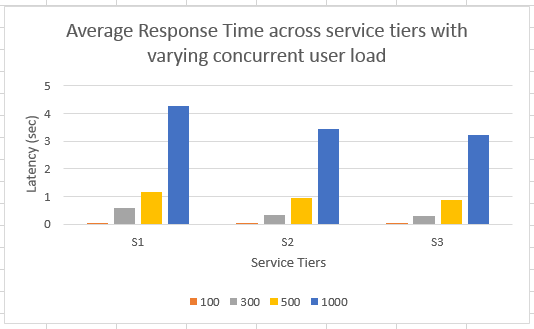 Average Response Time across service tiers with
varying concurrent user load
5
4
3
2
1
0
Latency (sec)
S1 S2 S3
Service Tiers
100 300 500 1000